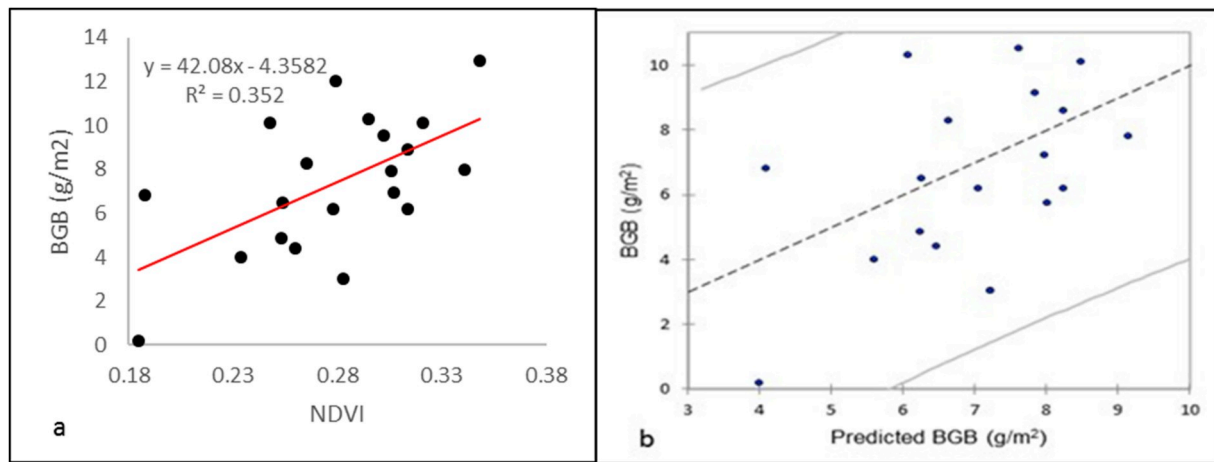 14
12
10
8
6
4
2
0
y = 42.08x - 4.3582
R² = 0.352
BGB (g/m2)
0.18 0.23 0.28 0.33 0.38
NDVI
a
10
8
6
4
2
0
BGB (g/m²)
3 4 5 6 7 8 9 10
Predicted BGB (g/m²)
b